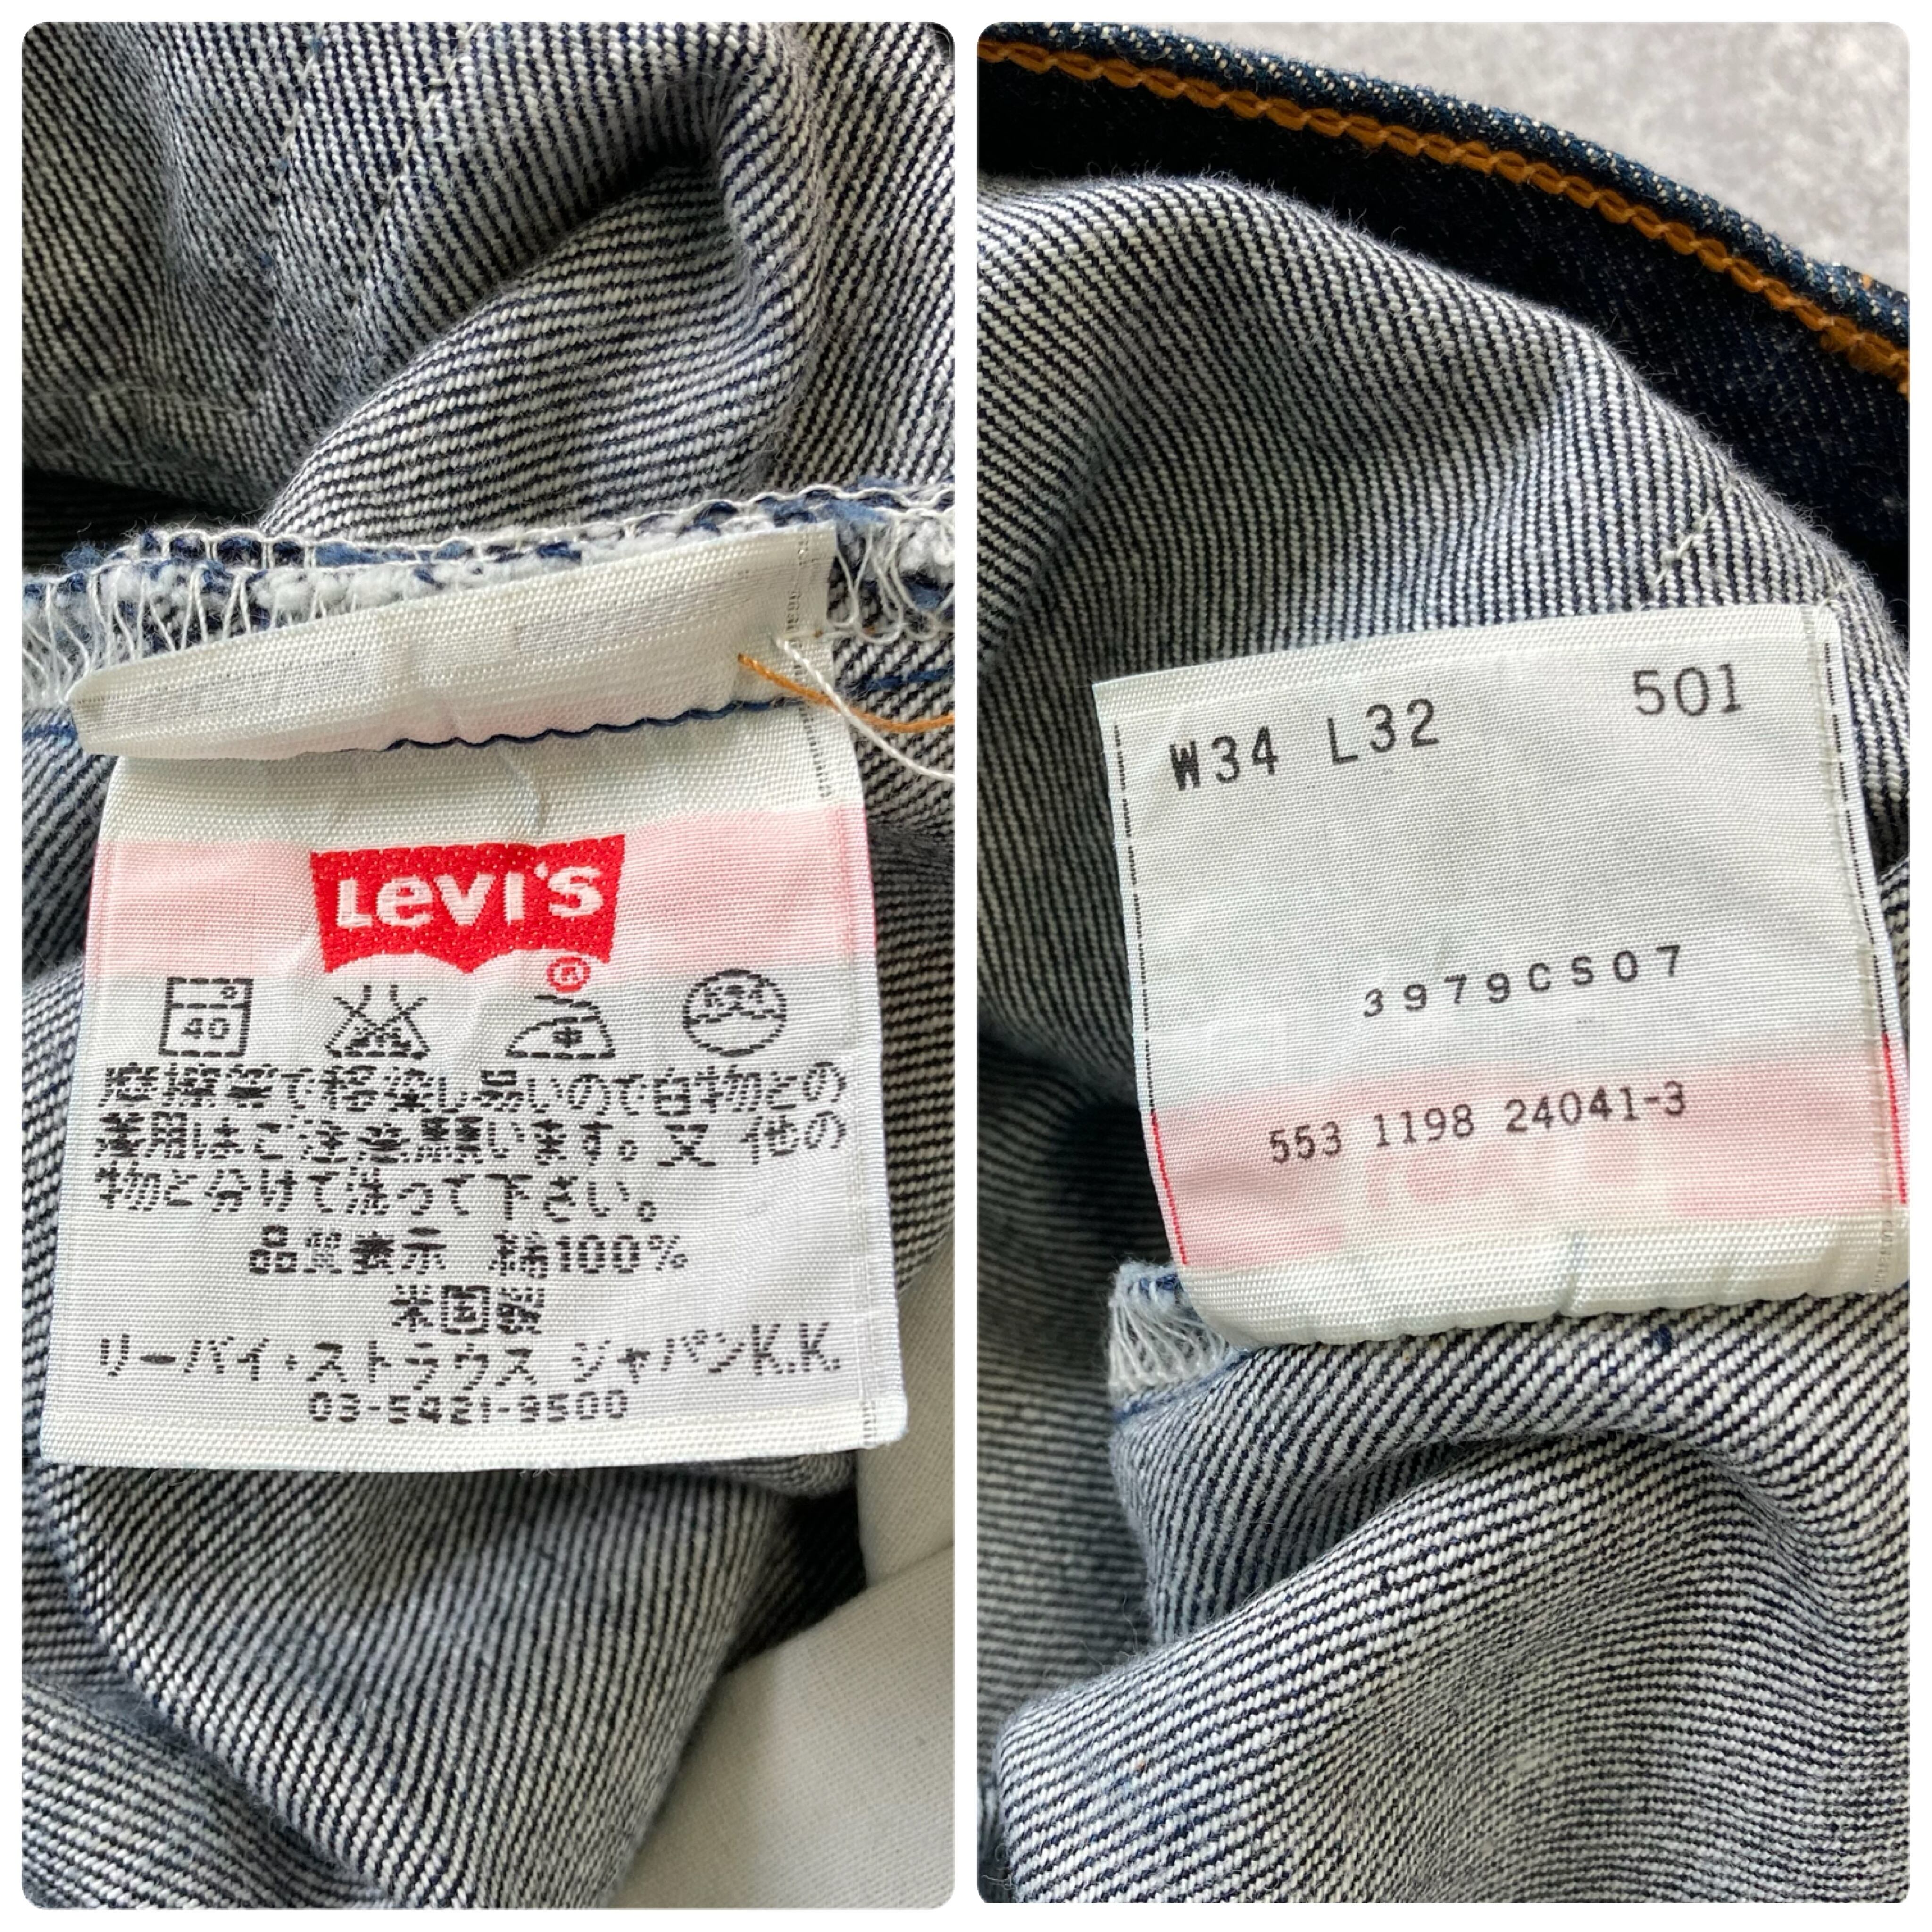 Levi's
®
40
中
摩擦等で移染し易いので白物との
着用はご注意願います。又 他の
物と分けて洗って下さい。
品質表示 綿100%
米国製
リーバイ・ストラウス ジャパンK.K.
03-5421-9500
W34 L32 501
3979CS07
553 1198 24041-3